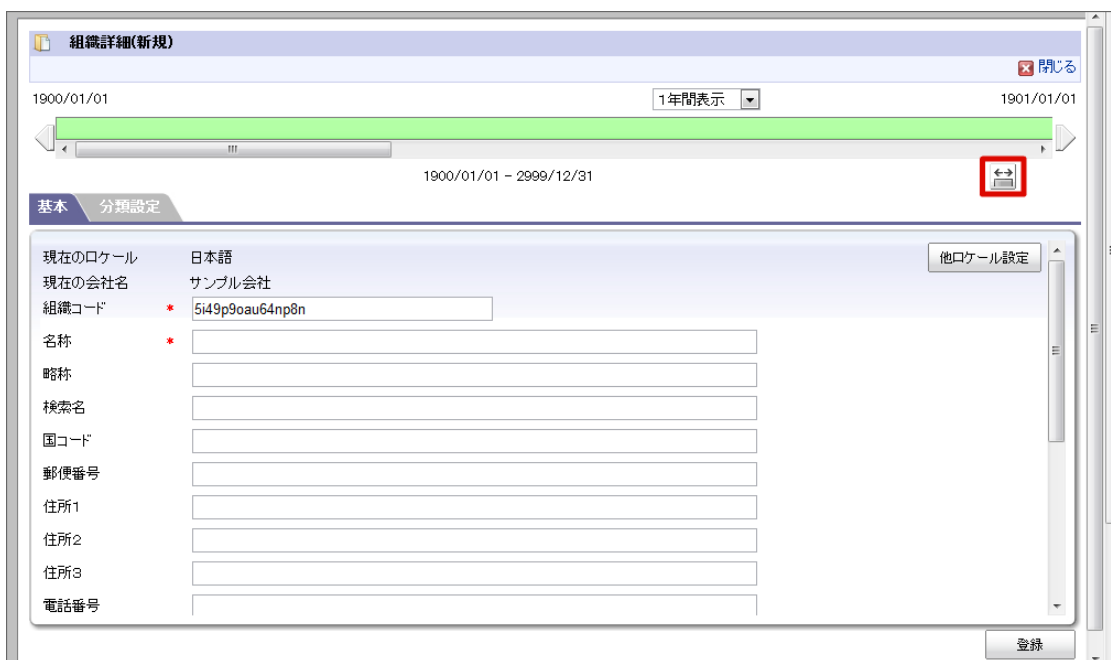 組織詳細(新規)
閉じる
1900/01/01 1年間表示 1901/01/01
1900/01/01 - 2999/12/31
基本 分類設定
現在のロケール 日本語 他ロケール設定
現在の会社名 サンプル会社
組織コード * 5i49p9oau64np8n
名称 *
略称
検索名
国コード
郵便番号
住所1
住所2
住所3
電話番号
登録